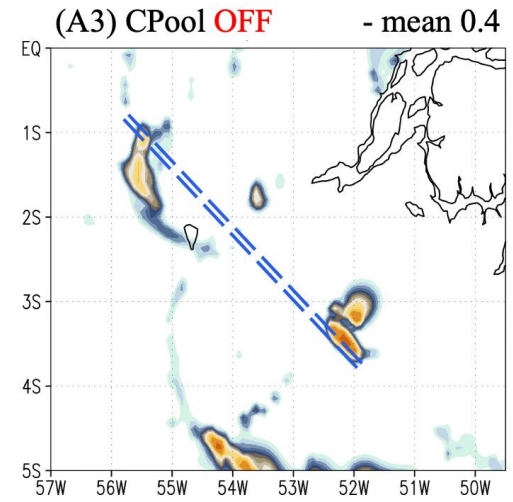 (A3) CPool OFF - mean 0.4
EQ
1S
2S
3S
4S
5S
57W 56W 55W 54W 53W 52W 51W 50W